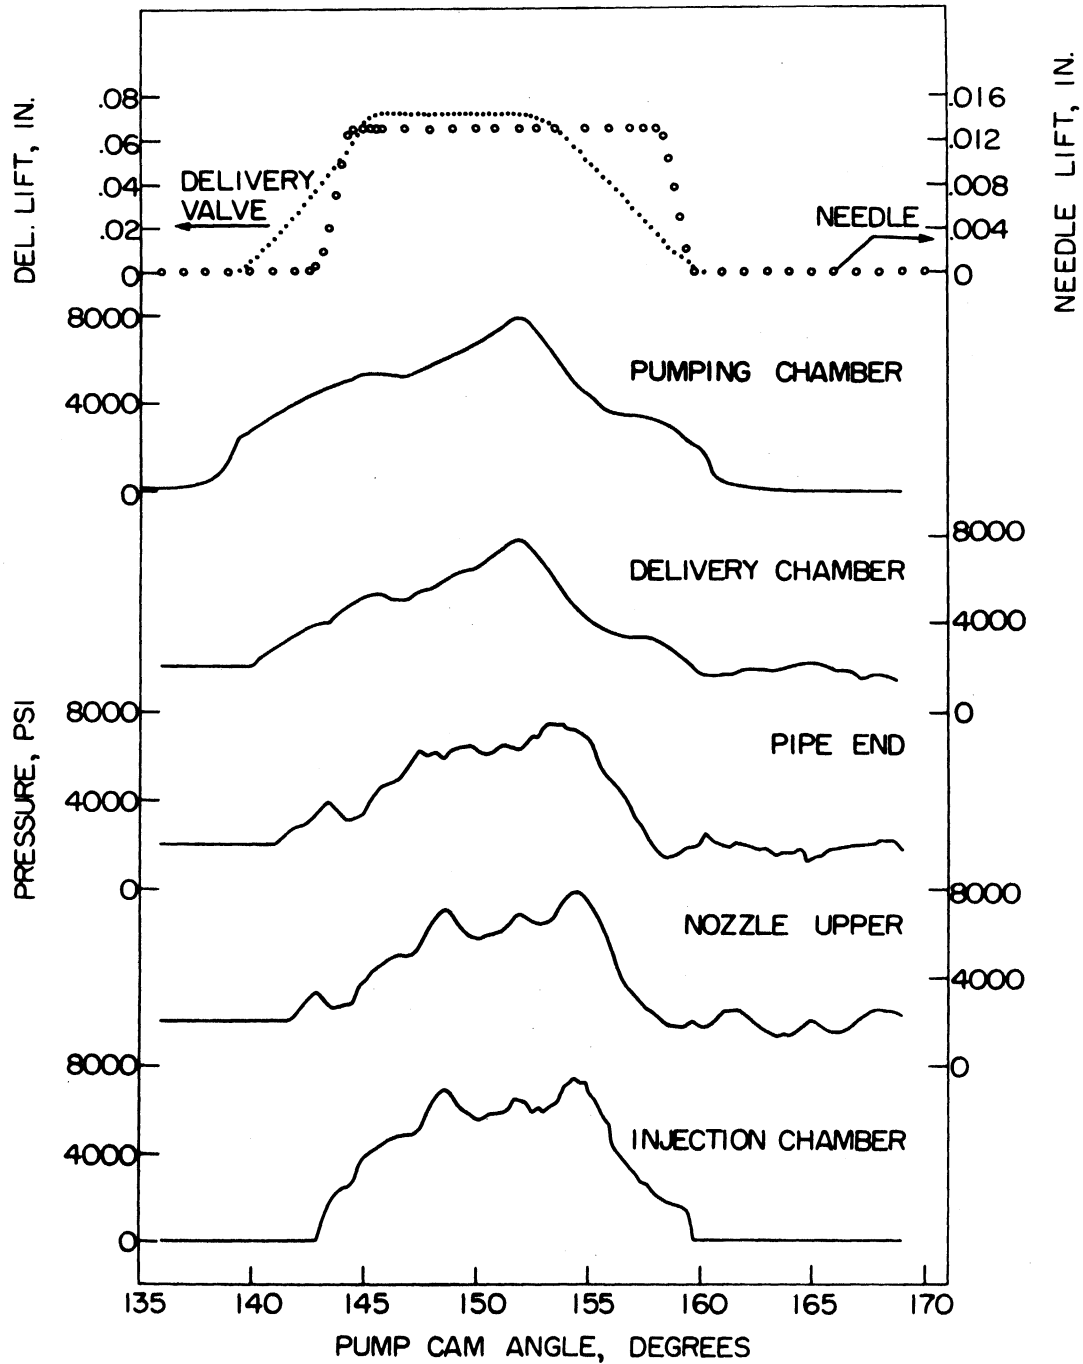 .08
.06
.04
.02
0
DEL. LIFT, IN.
DELIVERY
VALVE
.016
.012
.008
.004
0
NEEDLE LIFT, IN.
NEEDLE
8000
4000
0
PUMPING CHAMBER
8000
4000
0
DELIVERY CHAMBER
PRESSURE, PSI
8000
4000
0
PIPE END
8000
4000
0
NOZZLE UPPER
8000
4000
0
INJECTION CHAMBER
135 140 145 150 155 160 165 170
PUMP CAM ANGLE, DEGREES